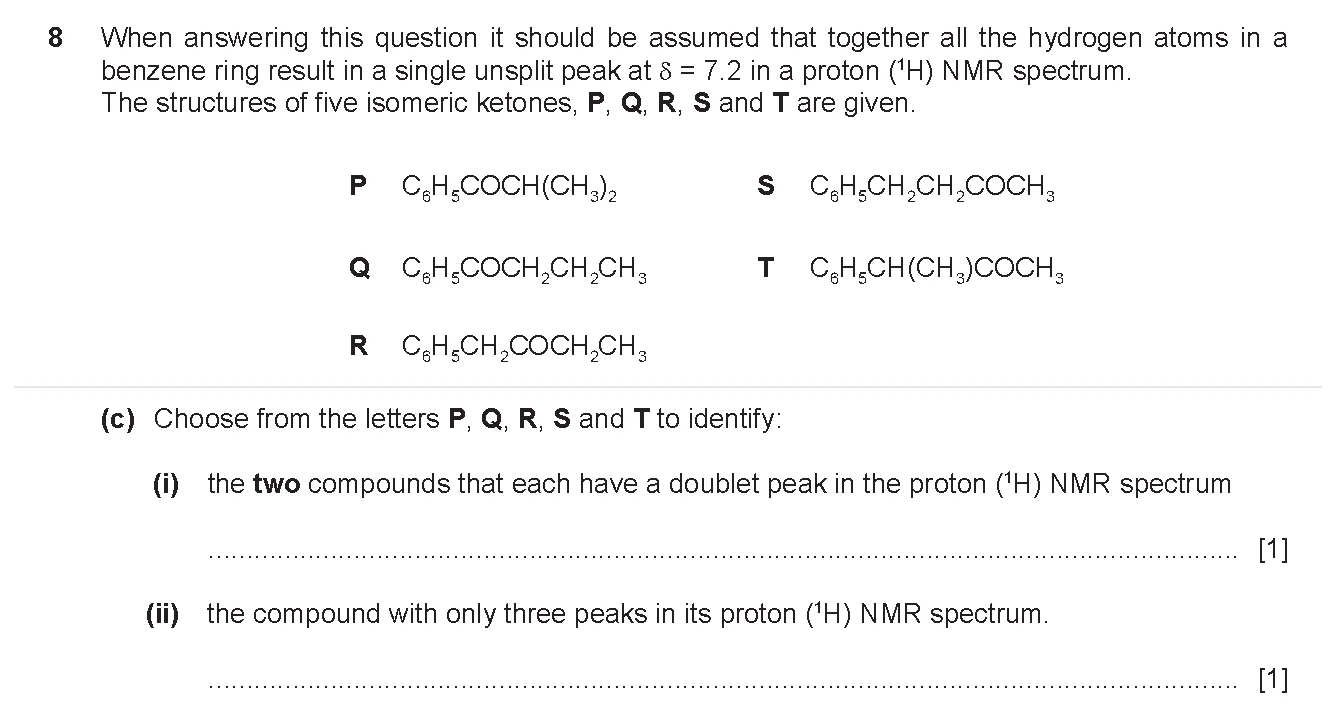 8 When answering this question it should be assumed that together all the hydrogen atoms in a
benzene ring result in a single unsplit peak at δ = 7.2 in a proton (¹H) NMR spectrum.
The structures of five isomeric ketones, P, Q, R, S and T are given.
P C₆H₅COCH(CH₃)₂ S C₆H₅CH₂CH₂COCH₃
Q C₆H₅COCH₂CH₂CH₃ T C₆H₅CH(CH₃)COCH₃
R C₆H₅CH₂COCH₂CH₃
(c) Choose from the letters P, Q, R, S and T to identify:
(i) the two compounds that each have a doublet peak in the proton (¹H) NMR spectrum
.......................................................................................................................................... [1]
(ii) the compound with only three peaks in its proton (¹H) NMR spectrum.
.......................................................................................................................................... [1]